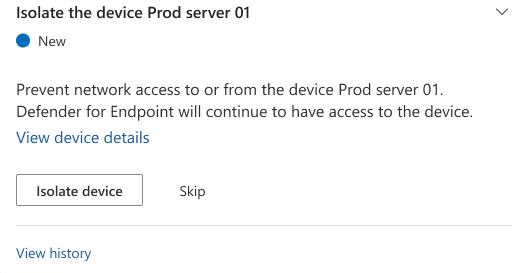 Isolate the device Prod server 01
New
Prevent network access to or from the device Prod server 01.
Defender for Endpoint will continue to have access to the device.
View device details
Isolate device
Skip
View history